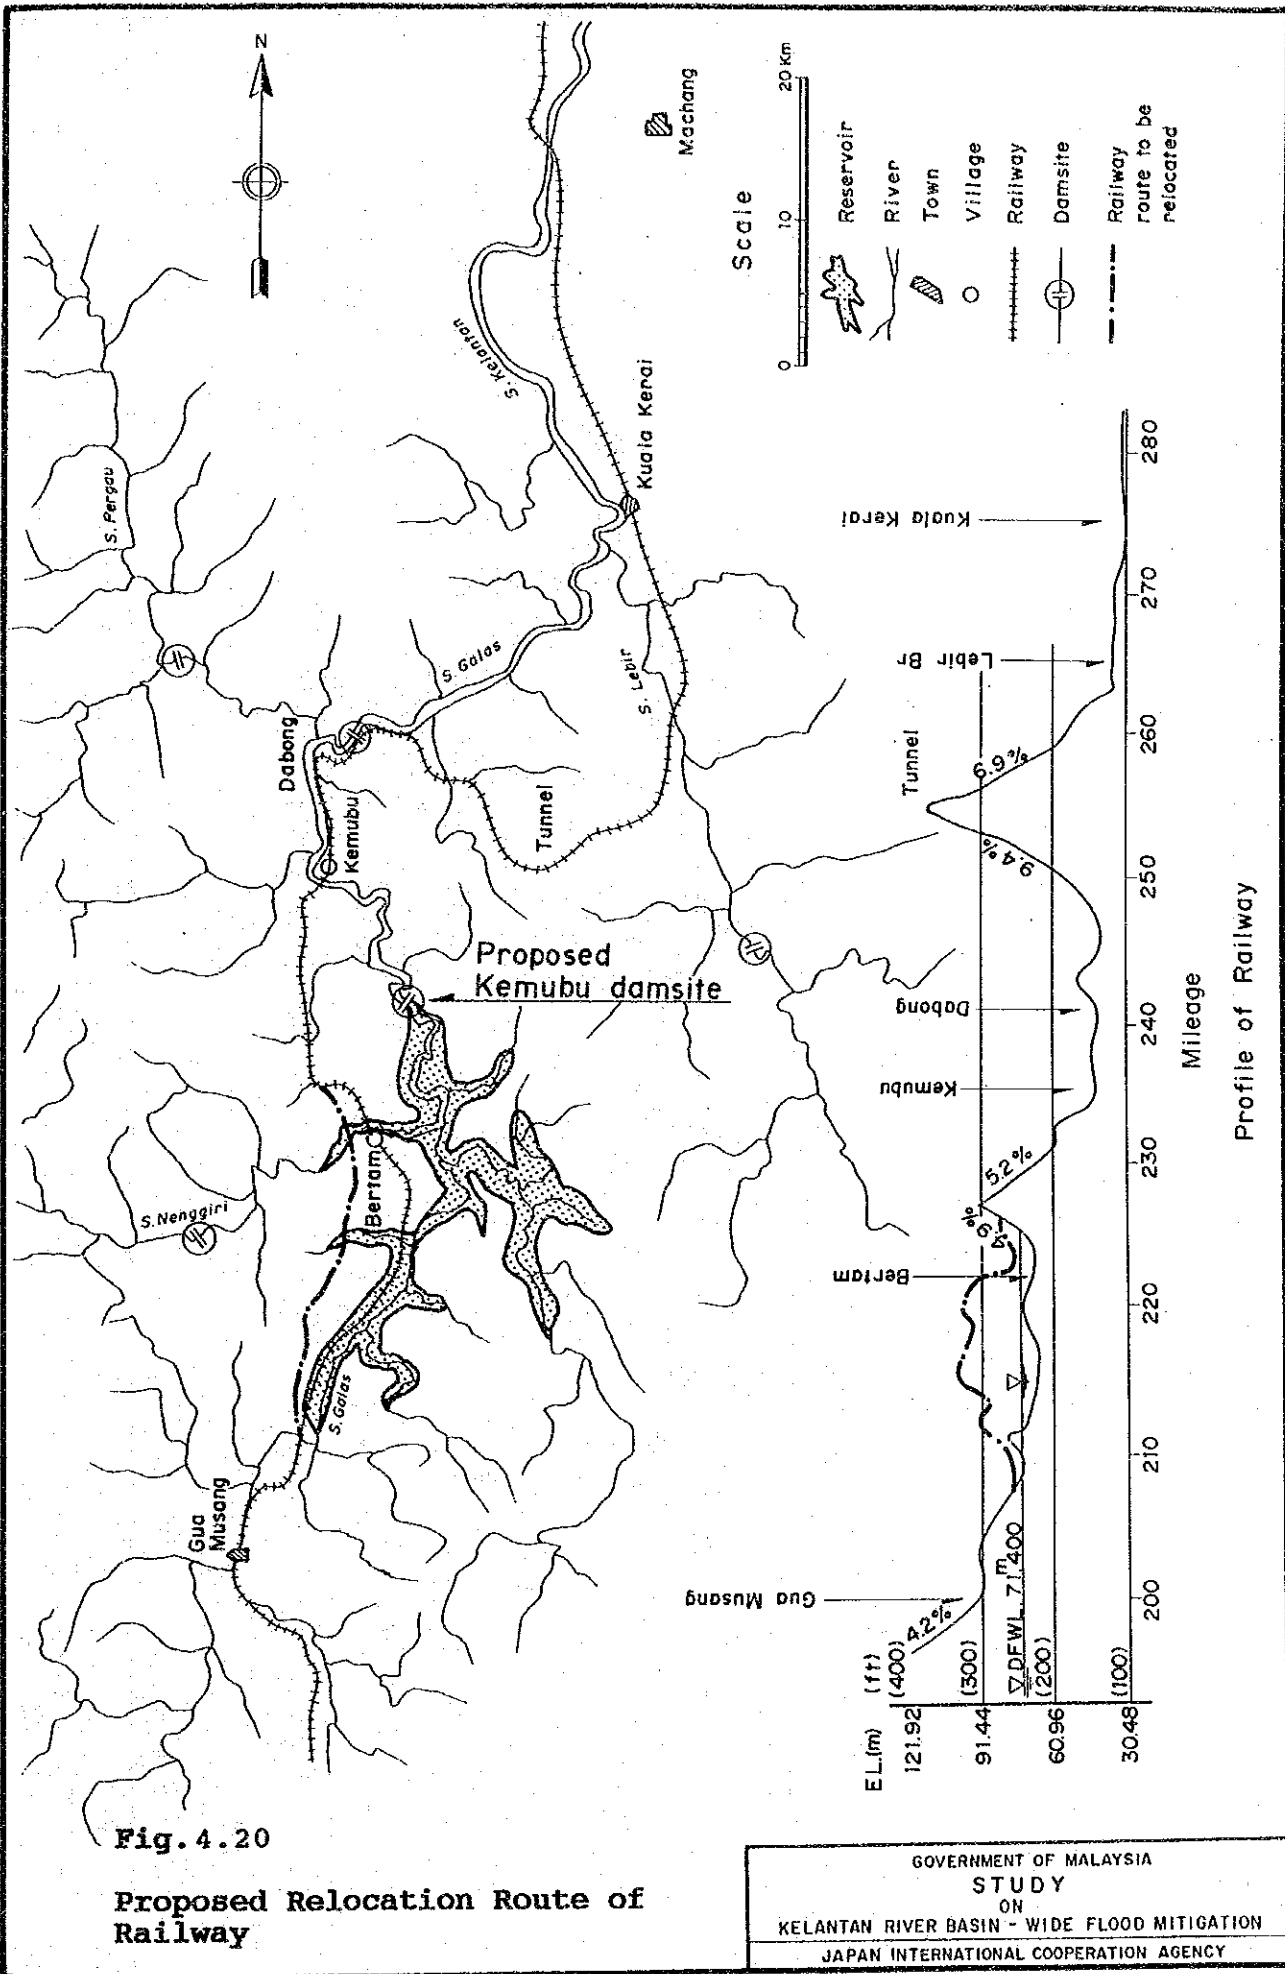 N
Machang
Scale
0 10 20 Km
Reservoir
River
Town
Village
Railway
Damsite
Railway
route to be
relocated
S. Pergau
S. Kelantan
Kuala Kerai
S. Galas
S. Lebir
Dabong
Kemubu
Tunnel
Proposed
Kemubu damsite
S. Nenggiri
Bertam
S. Galas
Gua
Musang
EL.(m) (ft)
121.92 (400)
91.44 (300)
60.96 (200)
30.48 (100)
DFWL. 71.400 m
Gua Musang
Bertam
Kemubu
Dabong
Tunnel
Lebir Br
Kuala Kerai
4.2%
4.9%
5.2%
9.4%
9.9%
200 210 220 230 240 250 260 270 280
Mileage
Profile of Railway
Fig.4.20
Proposed Relocation Route of
Railway
GOVERNMENT OF MALAYSIA
STUDY
ON
KELANTAN RIVER BASIN - WIDE FLOOD MITIGATION
JAPAN INTERNATIONAL COOPERATION AGENCY